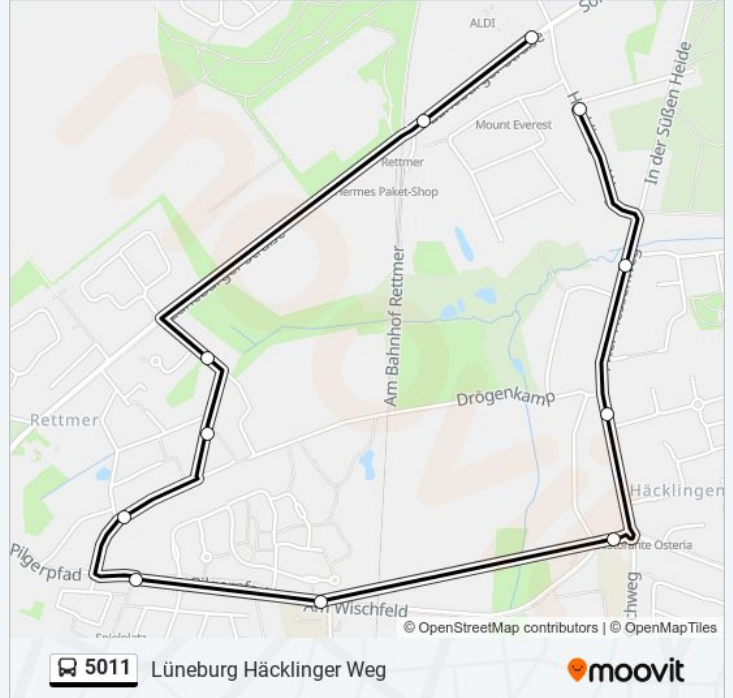 ALDI
In der Süßen Heide
Mount Everest
Rettmer
Hermes Paket-Shop
Am Bahnhof Rettmer
Drögenkamp
Rettmer
Häcklingen
Pilgerpfad
Am Wischfeld
Spielplatz
© OpenStreetMap contributors | © OpenMapTiles
5011 Lüneburg Häcklinger Weg
moovit